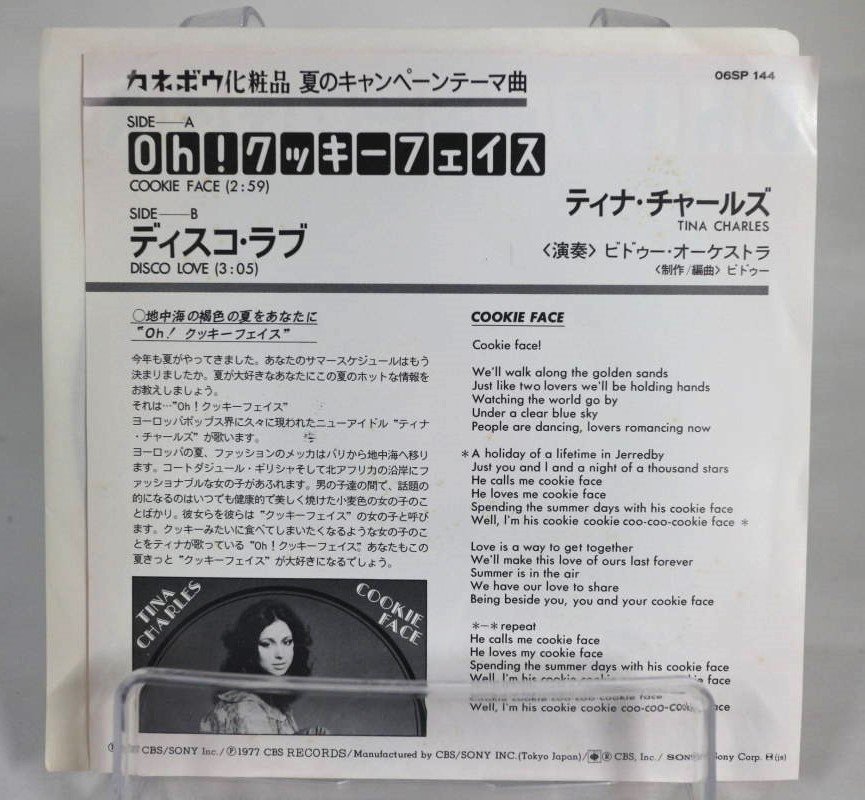 カネボウ化粧品 夏のキャンペーンテーマ曲
06SP 144
SIDE——A
Oh!クッキーフェイス
COOKIE FACE (2:59)
SIDE——B
ディスコ・ラブ
DISCO LOVE (3:05)
ティナ・チャールズ
TINA CHARLES
〈演奏〉ビドゥー・オーケストラ
〈制作/編曲〉ビドゥー
○地中海の褐色の夏をあなたに
“Oh! クッキーフェイス”
今年も夏がやってきました。あなたのサマースケジュールはもう
決まりましたか。夏が大好きなあなたにこの夏のホットな情報を
お教えしましょう。
それは…“Oh!クッキーフェイス”
ヨーロッパポップス界に久々に現われたニューアイドル“ティナ
・チャールズ”が歌います。
ヨーロッパの夏、ファッションのメッカはパリから地中海へ移り
ます。コートダジュール・ギリシャそして北アフリカの沿岸にフ
ァッショナブルな女の子があふれます。男の子達の間で、話題の
的になるのはいつでも健康的で美しく焼けた小麦色の女の子のこ
とばかり。彼女らを彼らは“クッキーフェイス”の女の子と呼び
ます。クッキーみたいに食べてしまいたくなるような女の子のこ
とをティナが歌っている“Oh!クッキーフェイス”。あなたもこの
夏きっと“クッキーフェイス”が大好きになるでしょう。
TINA
CHARLES
COOKIE
FACE
COOKIE FACE
Cookie face!
We'll walk along the golden sands
Just like two lovers we'll be holding hands
Watching the world go by
Under a clear blue sky
People are dancing, lovers romancing now
*A holiday of a lifetime in Jerredby
Just you and I and a night of a thousand stars
He calls me cookie face
He loves me cookie face
Spending the summer days with his cookie face
Well, I'm his cookie cookie coo-coo-cookie face *
Love is a way to get together
We'll make this love of ours last forever
Summer is in the air
We have our love to share
Being beside you, you and your cookie face
*-* repeat
He calls me cookie face
He loves my cookie face
Spending the summer days with his cookie face
Well, I'm his cookie cookie face
Cookie cookie coo-coo-cookie face
Well, I'm his cookie cookie coo-coo-cookie face
CBS/SONY Inc./Ⓟ1977 CBS RECORDS/Manufactured by CBS/SONY INC.(Tokyo Japan)/® CBS, Inc./ SONY Sony Corp. R(js)